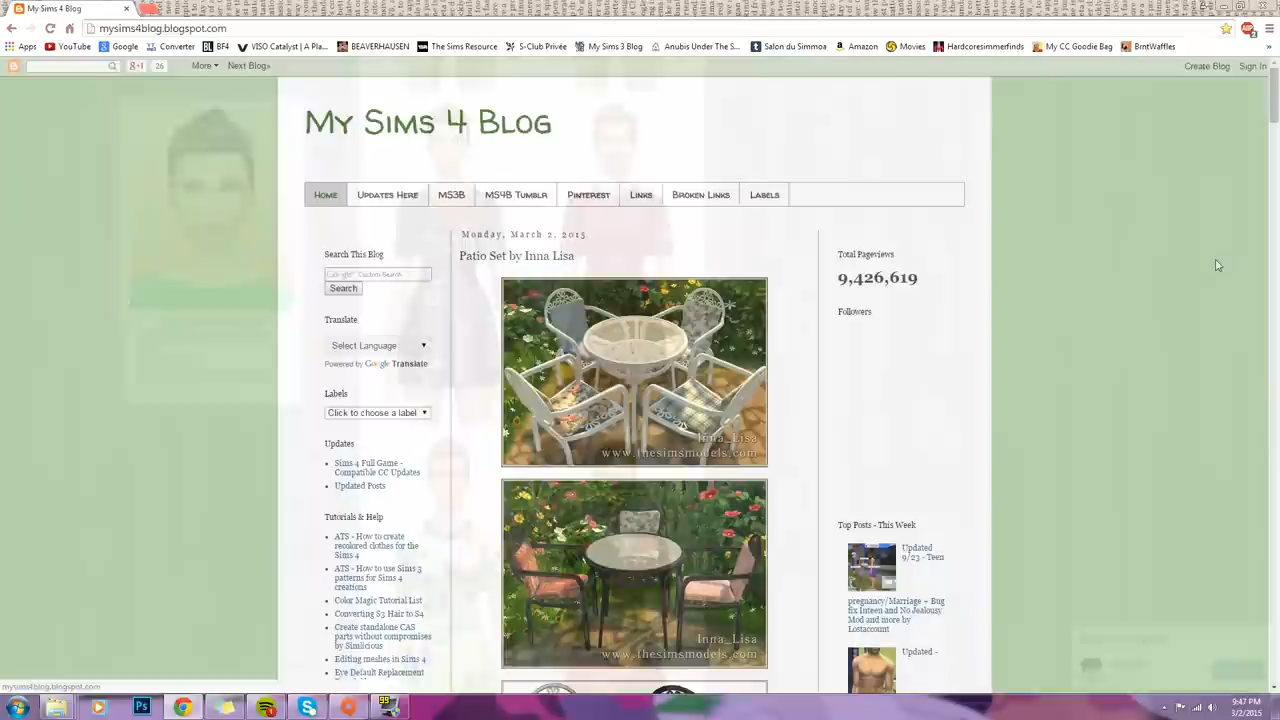 My Sims 4 Blog
mysims4blog.blogspot.com
Apps YouTube Google Converter BF4 VISO Catalyst | A Pla... BEAVERHAUSEN The Sims Resource S-Club Privée My Sims 3 Blog Anubis Under The S... Salon du Simmoa Amazon Movies Hardcoresimmerfinds My CC Goodie Bag BrntWaffles
g+1 26 More Next Blog» Create Blog Sign In
My Sims 4 Blog
Home Updates Here MS3B MS4B Tumblr Pinterest Links Broken Links Labels
Monday, March 2, 2015
Patio Set by Inna Lisa
Search This Blog
Google Custom Search
Search
Translate
Select Language
Powered by Google Translate
Labels
Click to choose a label
Updates
Sims 4 Full Game -
Compatible CC Updates
Updated Posts
Tutorials & Help
ATS - How to create
recolored clothes for the
Sims 4
ATS - How to use Sims 3
patterns for Sims 4
creations
Color Magic Tutorial List
Converting S3 Hair to S4
Create standalone CAS
parts without compromises
by Simlicious
Editing meshes in Sims 4
Eye Default Replacement
Inna_Lisa
www.thesimsmodels.com
Inna_Lisa
www.thesimsmodels.com
Total Pageviews
9,426,619
Followers
Top Posts - This Week
Updated
9/23 - Teen
pregnancy/Marriage + Bug
fix Inteen and No Jealousy
Mod and more by
Lostaccount
Updated -
mysims4blog.blogspot.com
Ps
99
9:47 PM
3/2/2015